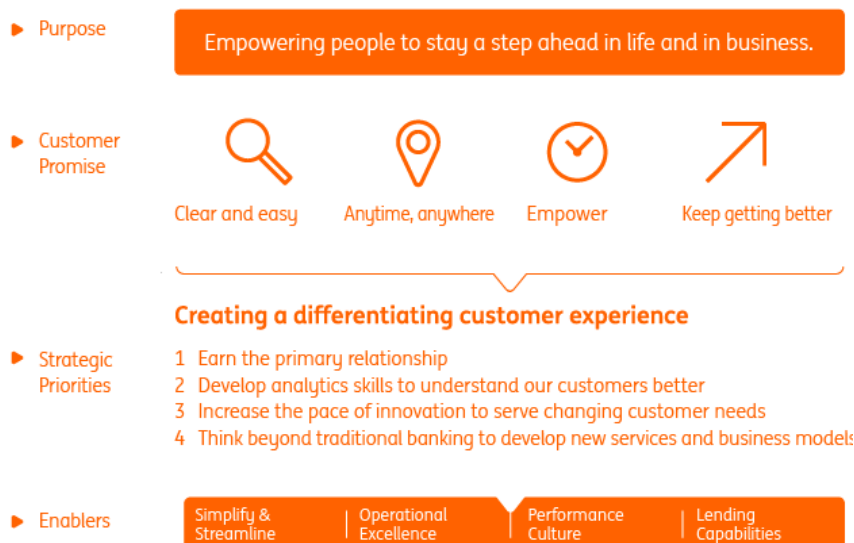 Purpose
Empowering people to stay a step ahead in life and in business.
Customer
Promise
Clear and easy
Anytime, anywhere
Empower
Keep getting better
Creating a differentiating customer experience
Strategic
Priorities
1 Earn the primary relationship
2 Develop analytics skills to understand our customers better
3 Increase the pace of innovation to serve changing customer needs
4 Think beyond traditional banking to develop new services and business models
Enablers
Simplify &
Streamline
Operational
Excellence
Performance
Culture
Lending
Capabilities